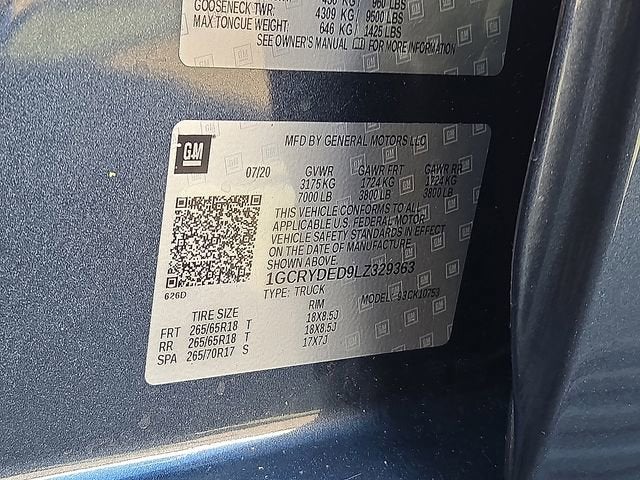 GOOSENECK TWR: 4309 KG 9500 LBS
MAX TONGUE WEIGHT: 646 KG 1425 LBS
SEE OWNER'S MANUAL FOR MORE INFORMATION
GM
MFD BY GENERAL MOTORS LLC
07/20 GVWR GAWR FRT GAWR RR
3175 KG 1724 KG 1724 KG
7000 LB 3800 LB 3800 LB
THIS VEHICLE CONFORMS TO ALL
APPLICABLE U.S. FEDERAL MOTOR
VEHICLE SAFETY STANDARDS IN EFFECT
ON THE DATE OF MANUFACTURE
SHOWN ABOVE.
1GCRYDED9LZ329363
626D
TYPE: TRUCK MODEL: 93CK10753
TIRE SIZE RIM
FRT 265/65R18 T 18X8.5J
RR 265/65R18 T 18X8.5J
SPA 265/70R17 S 17X7J